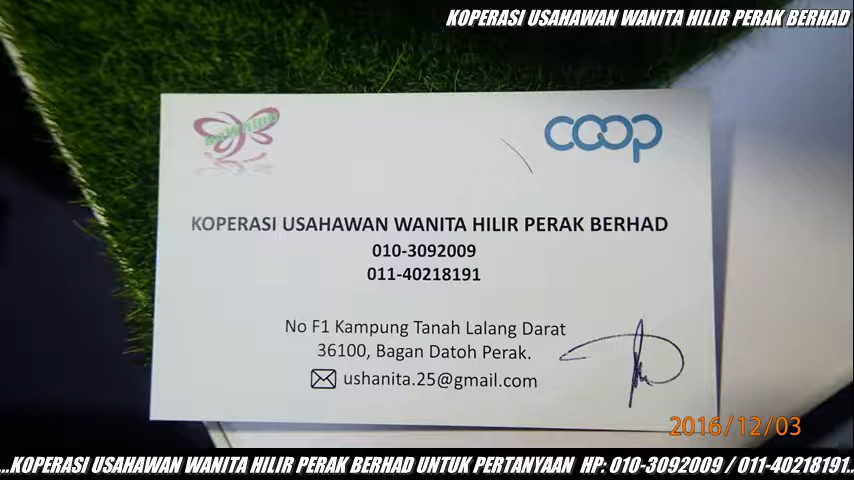 KOPERASI USAHAWAN WANITA HILIR PERAK BERHAD
coop
KOPERASI USAHAWAN WANITA HILIR PERAK BERHAD
010-3092009
011-40218191
No F1 Kampung Tanah Lalang Darat
36100, Bagan Datoh Perak.
ushanita.25@gmail.com
2016/12/03
...KOPERASI USAHAWAN WANITA HILIR PERAK BERHAD UNTUK PERTANYAAN HP: 010-3092009 / 011-40218191..